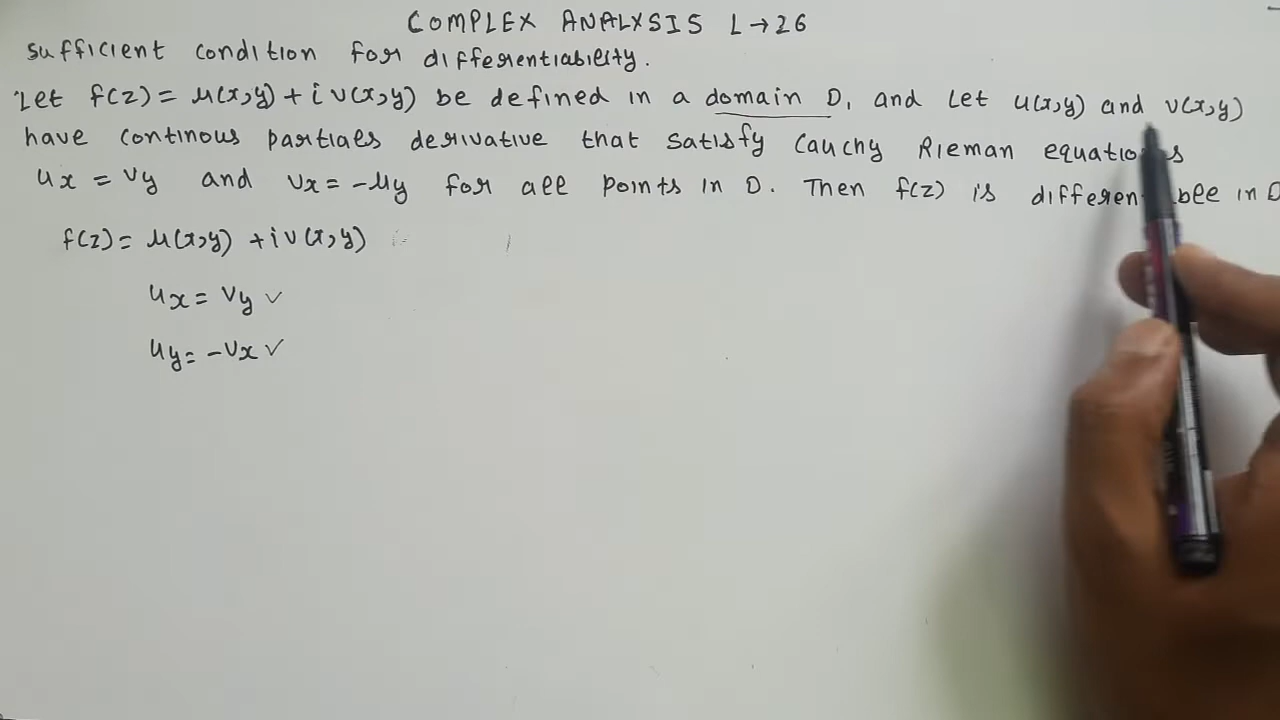 COMPLEX ANALYSIS L→26
sufficient condition for differentiability.
Let f(z) = u(x,y) + i v(x,y) be defined in a domain D, and Let u(x,y) and v(x,y)
have continous partials derivative that satisfy Cauchy Rieman equations
ux = vy and vx = -uy for all points in D. Then f(z) is differentiable in D
f(z) = u(x,y) + i v(x,y)
ux = vy ✓
uy = -vx ✓